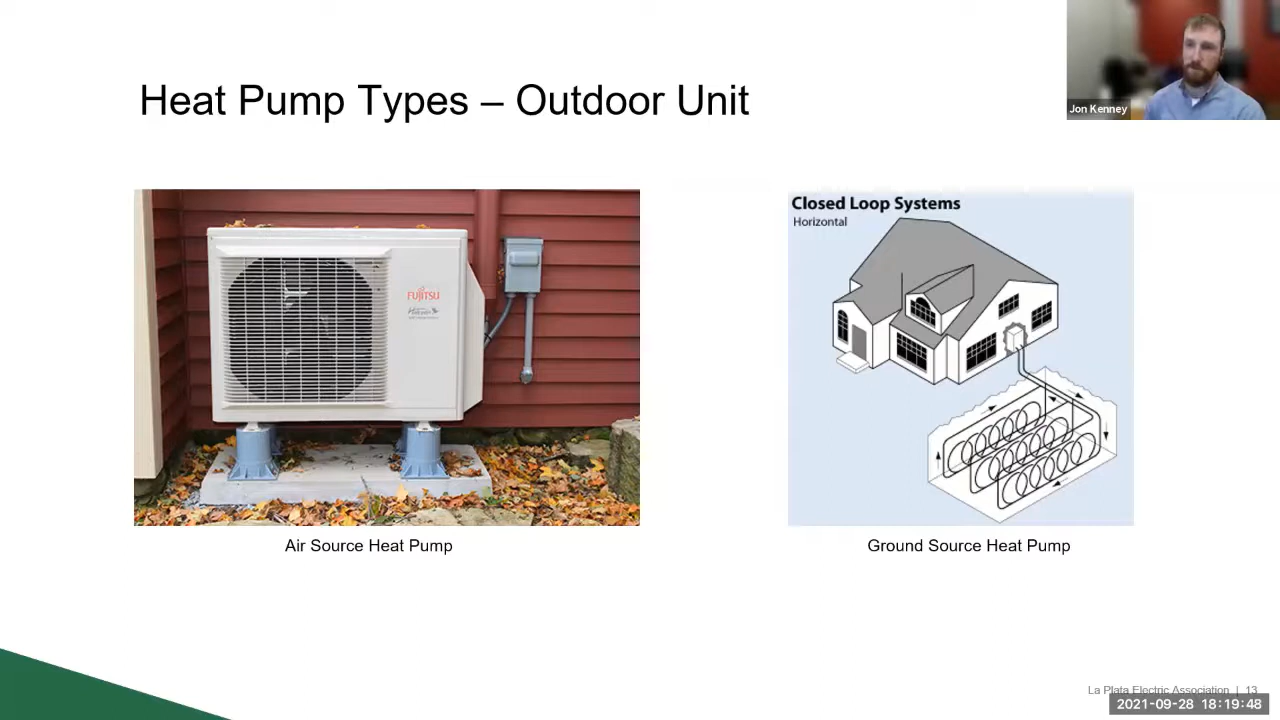 Heat Pump Types – Outdoor Unit
Jon Kenney
FUJITSU
Closed Loop Systems
Horizontal
Air Source Heat Pump
Ground Source Heat Pump
La Plata Electric Association | 13
2021-09-28 18:19:48